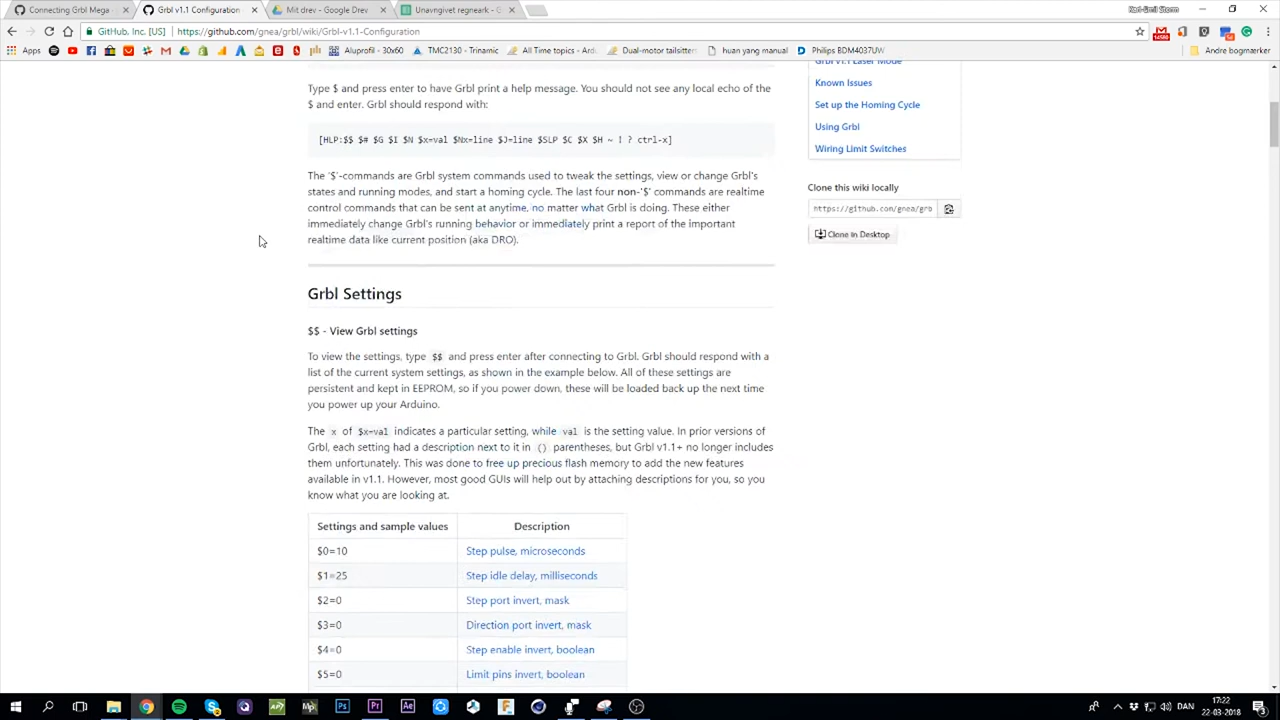 Connecting Grbl Mega
Grbl v1.1 Configuration
Mit drev - Google Drev
Unavngivet regneark - G
Karl-Emil Storm
GitHub, Inc. [US]
https://github.com/gnea/grbl/wiki/Grbl-v1.1-Configuration
Apps
Aluprofil - 30x60
TMC2130 - Trinamic
All Time topics - Ardu
Dual-motor tailsitters
huan yang manual
Philips BDM4037UW
Andre bogmærker
Grbl v1.1 Laser Mode
Known Issues
Set up the Homing Cycle
Using Grbl
Wiring Limit Switches
Clone this wiki locally
https://github.com/gnea/grb
Clone in Desktop
Type $ and press enter to have Grbl print a help message. You should not see any local echo of the
$ and enter. Grbl should respond with:
[HLP:$$ $# $G $I $N $x=val $Nx=line $J=line $SLP $C $X $H ~ ! ? ctrl-x]
The '$'-commands are Grbl system commands used to tweak the settings, view or change Grbl's
states and running modes, and start a homing cycle. The last four non-'$' commands are realtime
control commands that can be sent at anytime, no matter what Grbl is doing. These either
immediately change Grbl's running behavior or immediately print a report of the important
realtime data like current position (aka DRO).
Grbl Settings
$$ - View Grbl settings
To view the settings, type $$ and press enter after connecting to Grbl. Grbl should respond with a
list of the current system settings, as shown in the example below. All of these settings are
persistent and kept in EEPROM, so if you power down, these will be loaded back up the next time
you power up your Arduino.
The x of $x=val indicates a particular setting, while val is the setting value. In prior versions of
Grbl, each setting had a description next to it in () parentheses, but Grbl v1.1+ no longer includes
them unfortunately. This was done to free up precious flash memory to add the new features
available in v1.1. However, most good GUIs will help out by attaching descriptions for you, so you
know what you are looking at.
Settings and sample values Description
$0=10 Step pulse, microseconds
$1=25 Step idle delay, milliseconds
$2=0 Step port invert, mask
$3=0 Direction port invert, mask
$4=0 Step enable invert, boolean
$5=0 Limit pins invert, boolean
DAN
17:22
22-03-2018